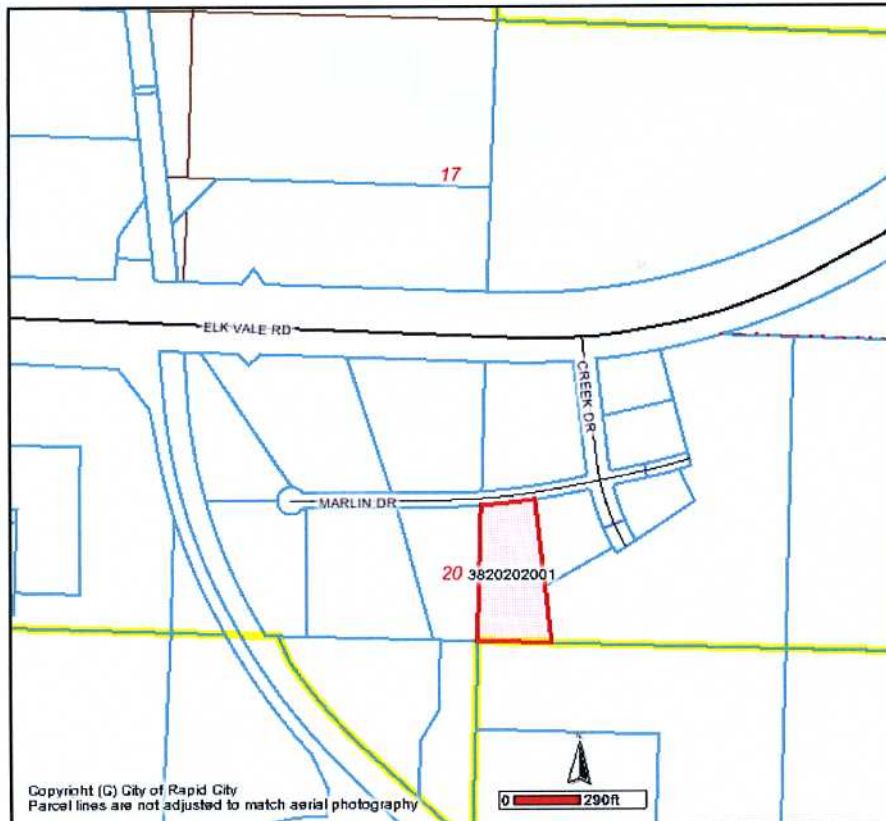 17
ELK VALE RD
CREEK DR
MARLIN DR
20 3820202001
Copyright (C) City of Rapid City
Parcel lines are not adjusted to match aerial photography
0 290ft